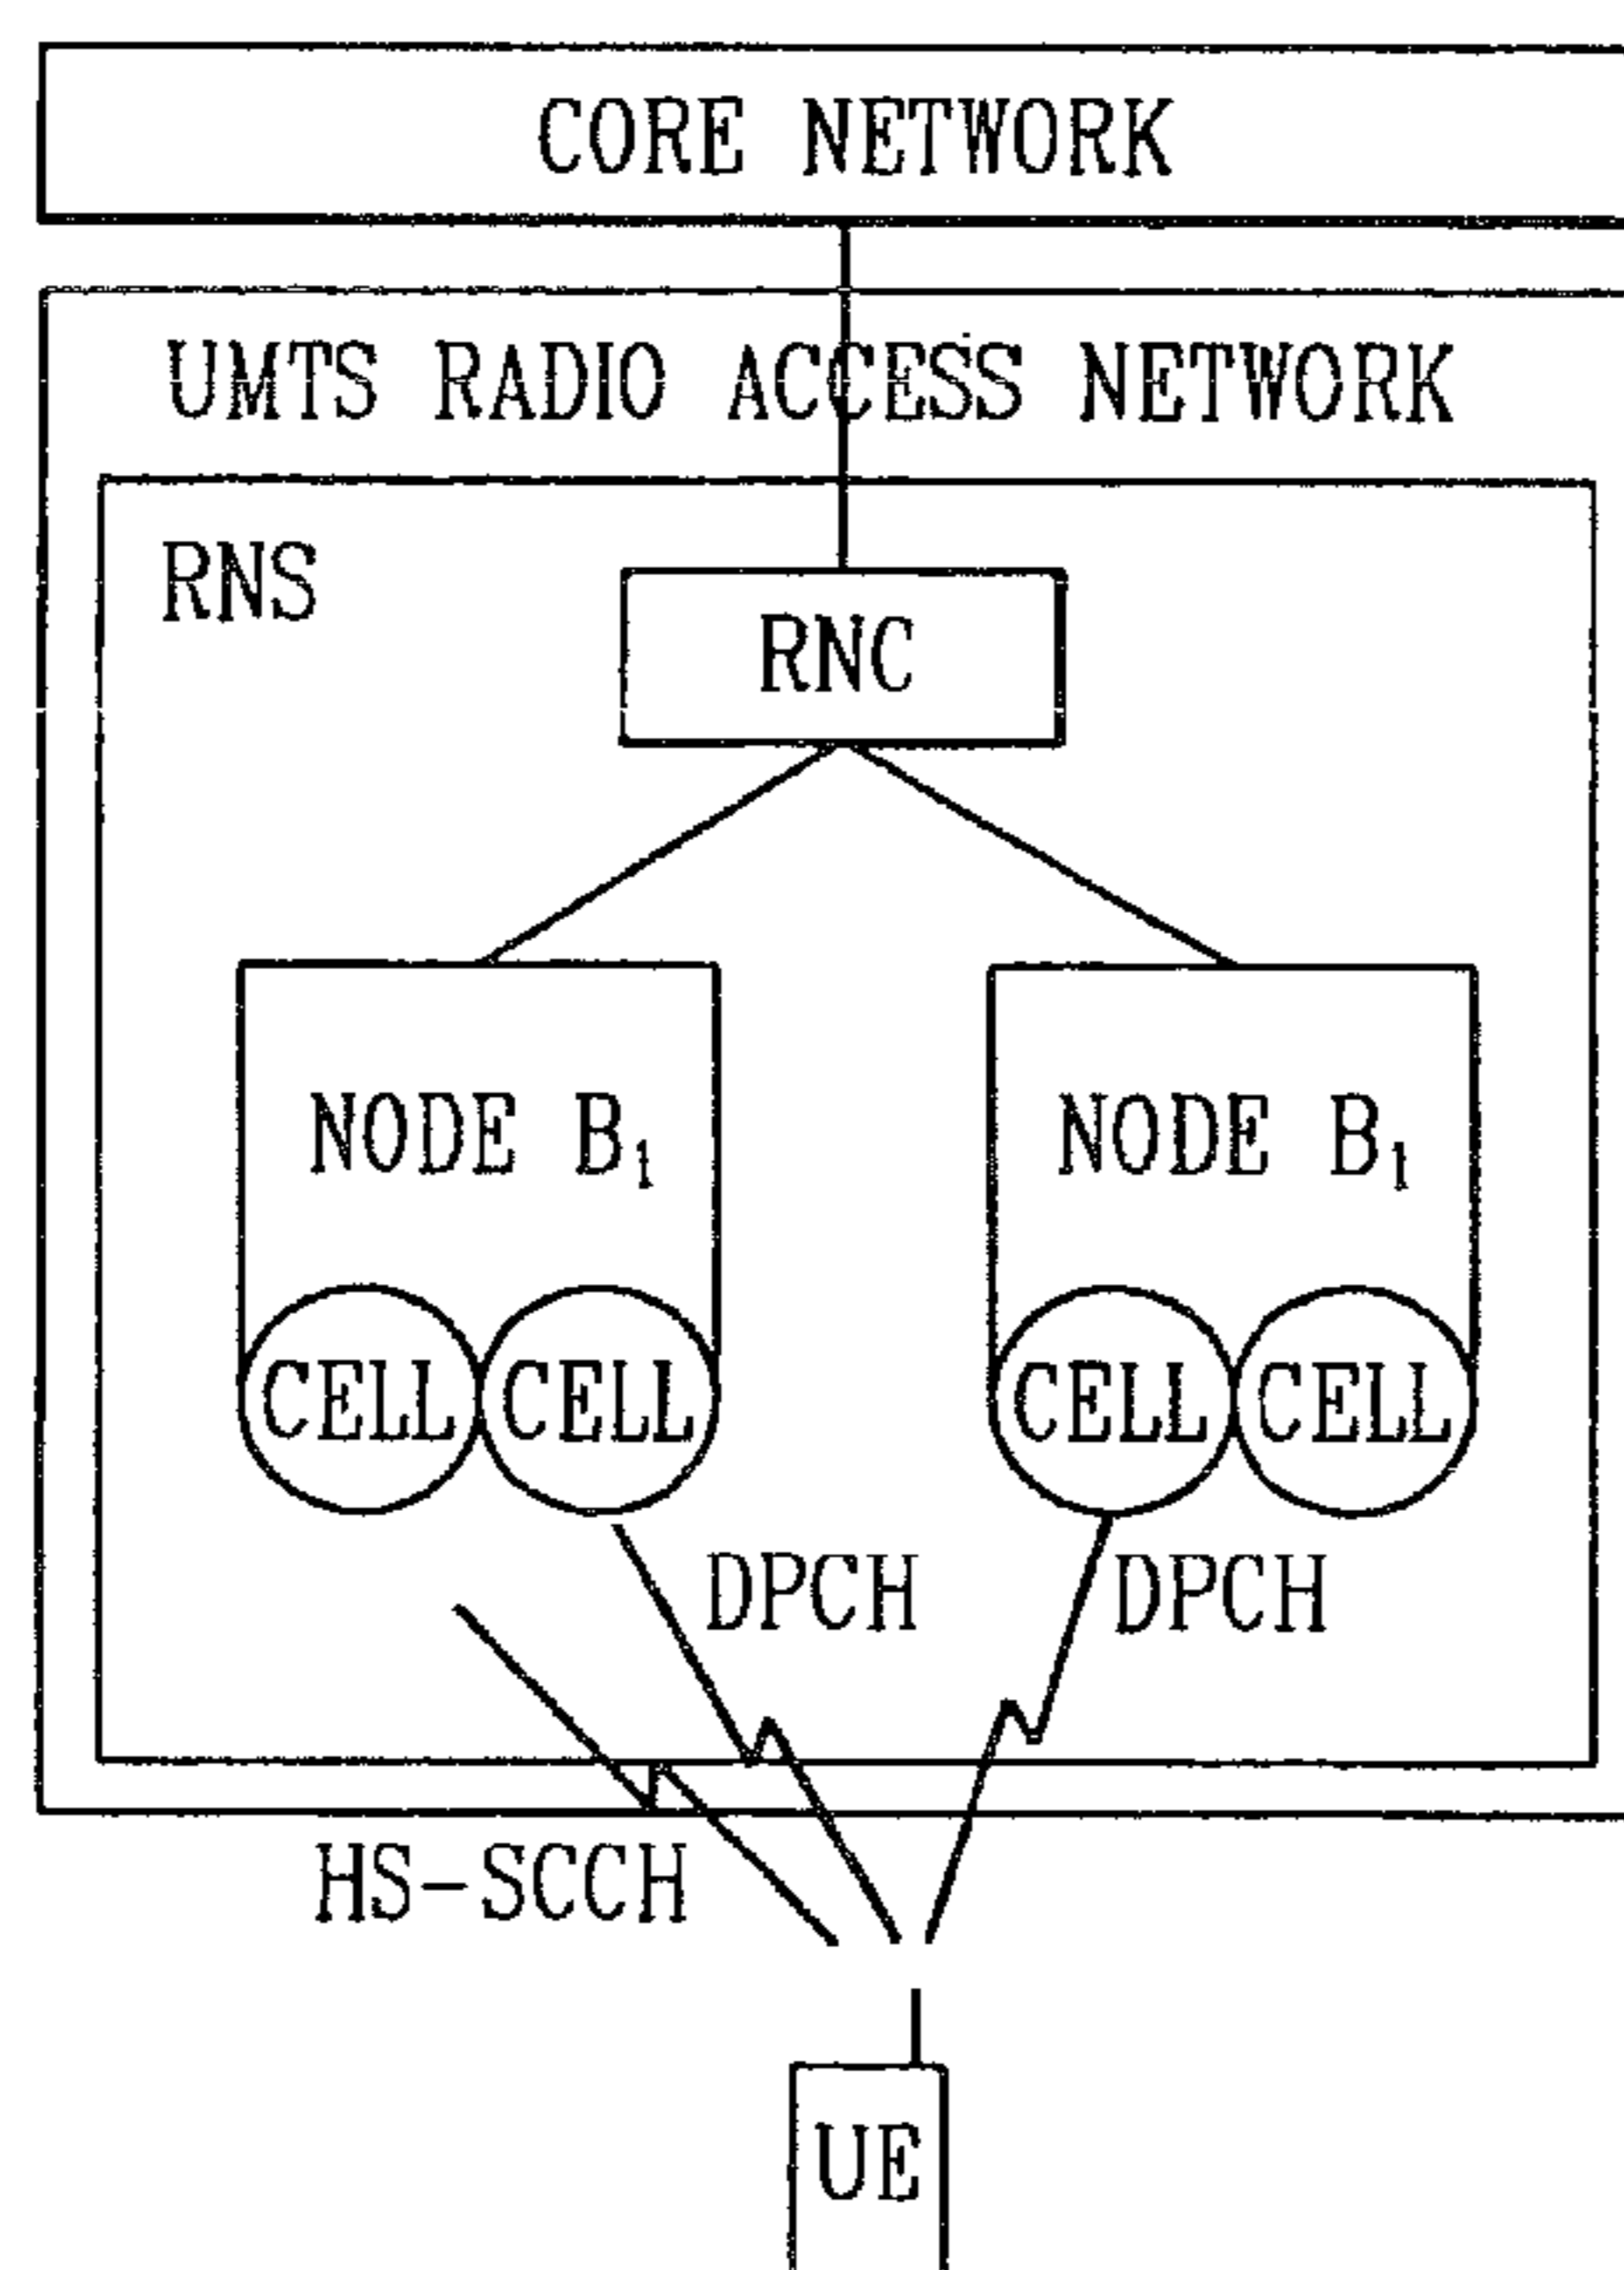 CORE NETWORK
UMTS RADIO ACCESS NETWORK
RNS
RNC
NODE B₁ NODE B₁
CELL CELL CELL CELL
DPCH DPCH
HS-SCCH
UE